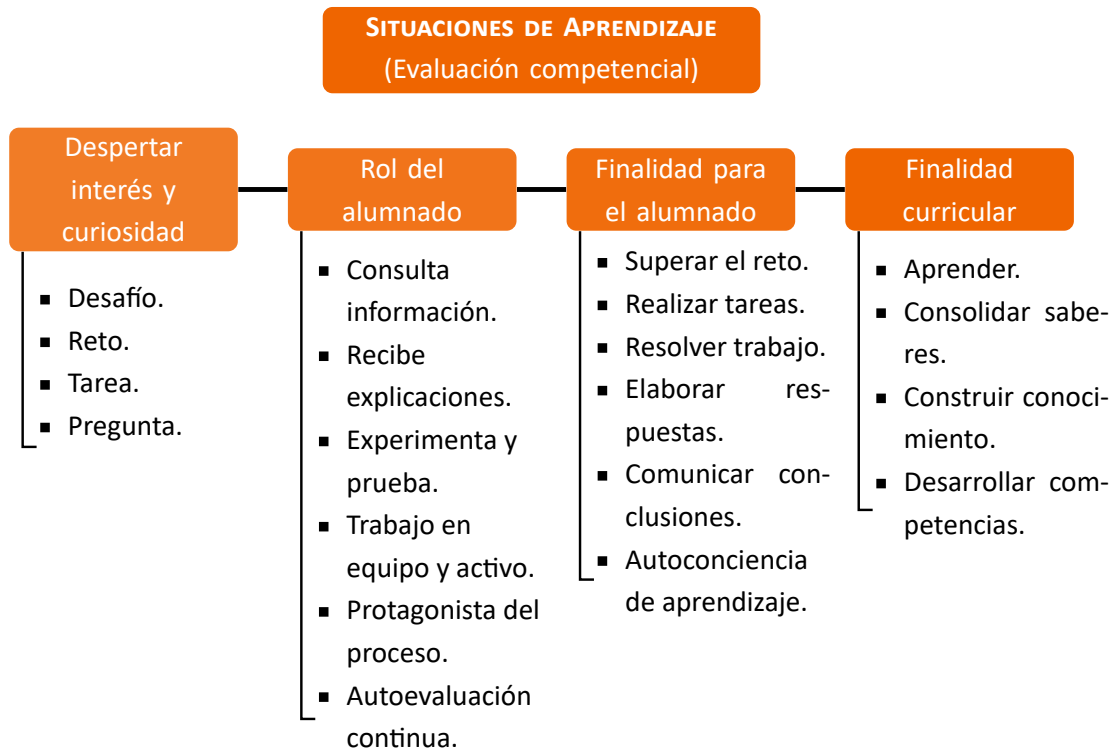 SITUACIONES DE APRENDIZAJE
(Evaluación competencial)
Despertar
interés y
curiosidad
▪ Desafío.
▪ Reto.
▪ Tarea.
▪ Pregunta.
Rol del
alumnado
▪ Consulta
información.
▪ Recibe
explicaciones.
▪ Experimenta y
prueba.
▪ Trabajo en
equipo y activo.
▪ Protagonista del
proceso.
▪ Autoevaluación
continua.
Finalidad para
el alumnado
▪ Superar el reto.
▪ Realizar tareas.
▪ Resolver trabajo.
▪ Elaborar res-
puestas.
▪ Comunicar con-
clusiones.
▪ Autoconciencia
de aprendizaje.
Finalidad
curricular
▪ Aprender.
▪ Consolidar sabe-
res.
▪ Construir conoci-
miento.
▪ Desarrollar com-
petencias.